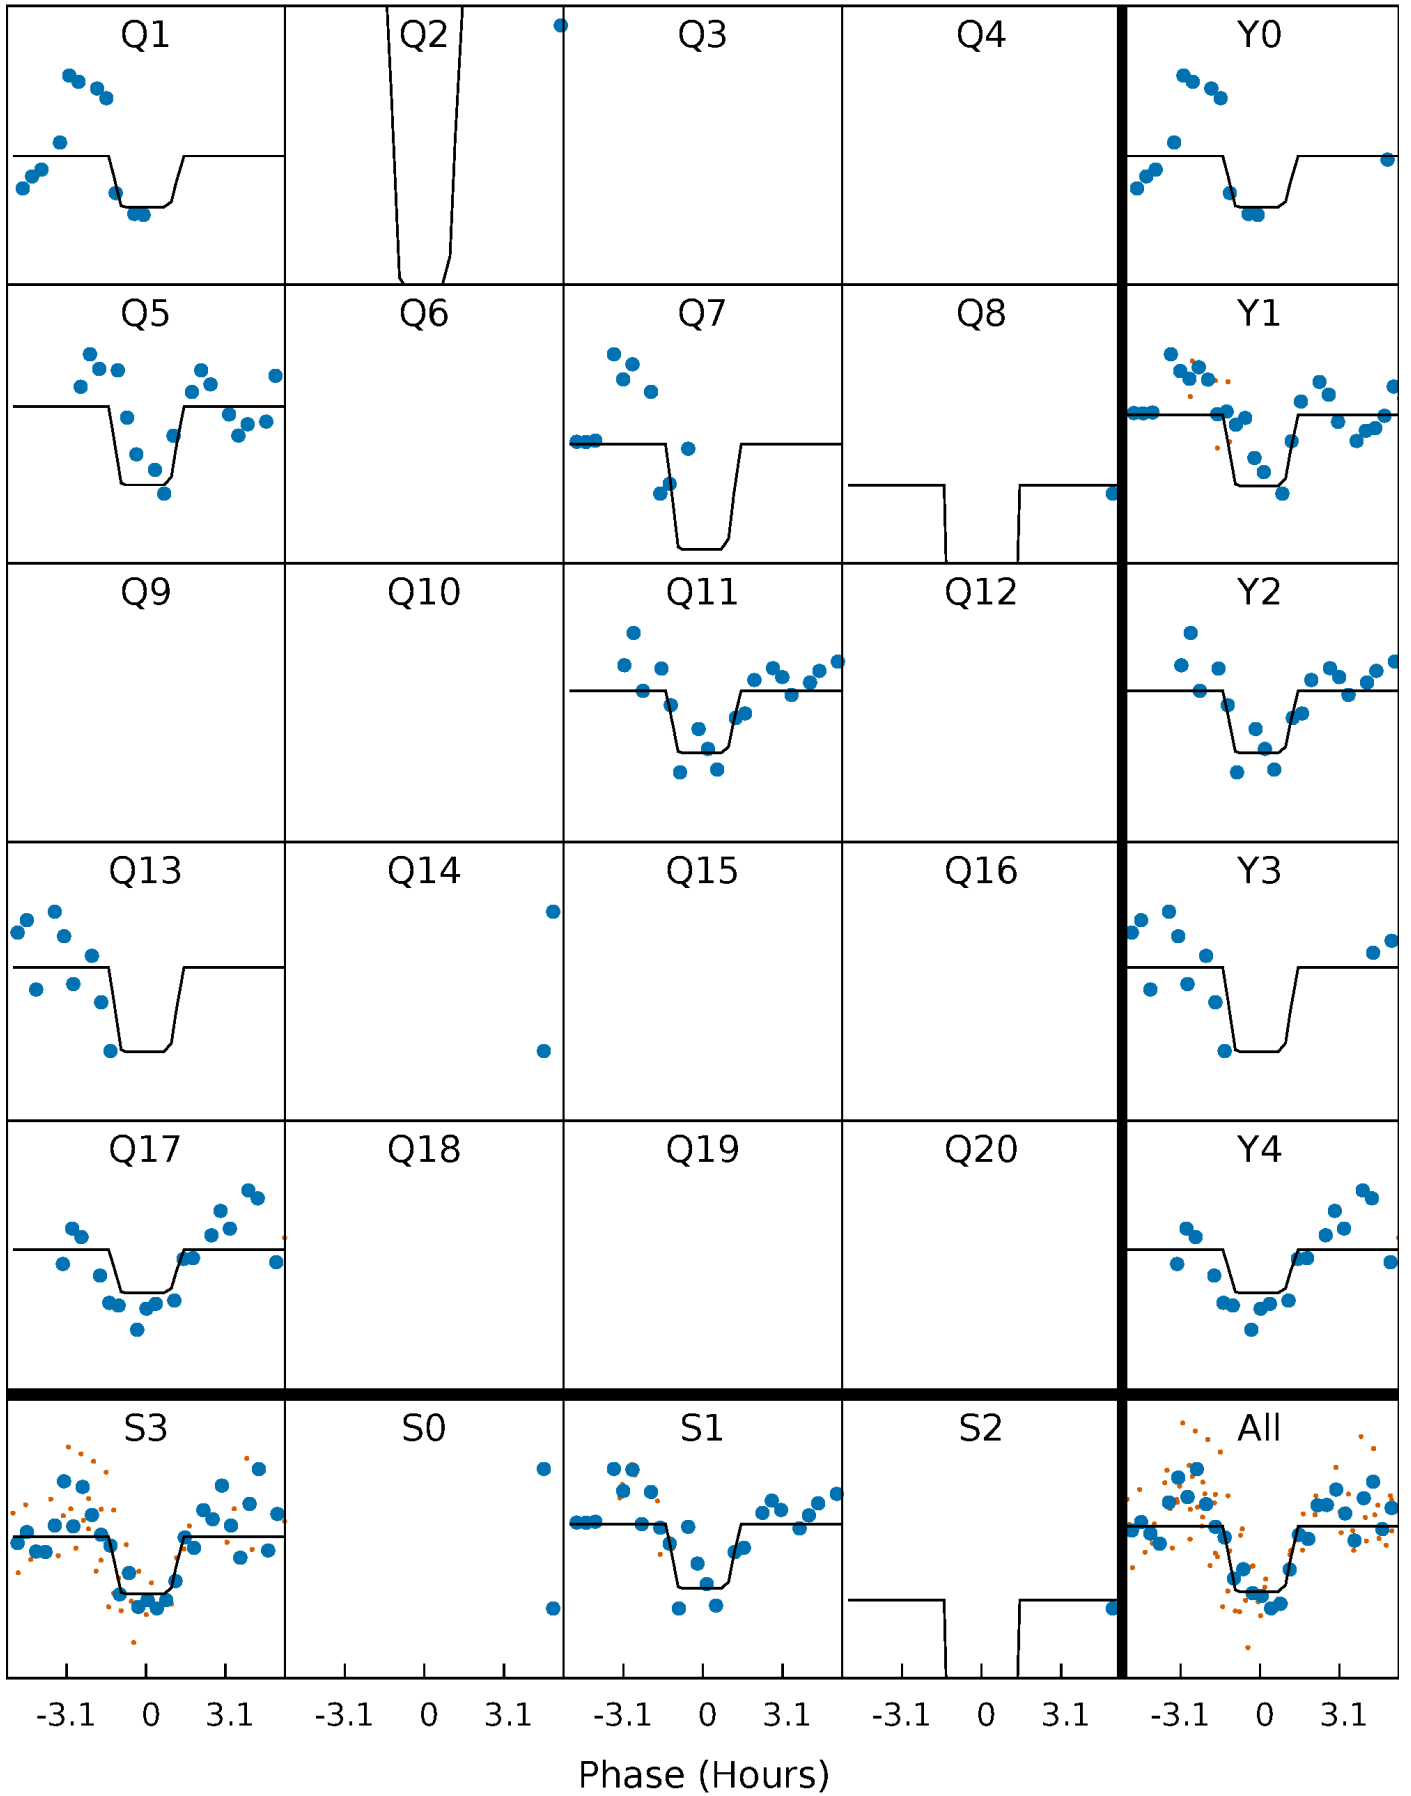 Q1 Q2 Q3 Q4 Y0
Q5 Q6 Q7 Q8 Y1
Q9 Q10 Q11 Q12 Y2
Q13 Q14 Q15 Q16 Y3
Q17 Q18 Q19 Q20 Y4
S3 S0 S1 S2 All
-3.1 0 3.1 -3.1 0 3.1 -3.1 0 3.1 -3.1 0 3.1 -3.1 0 3.1
Phase (Hours)